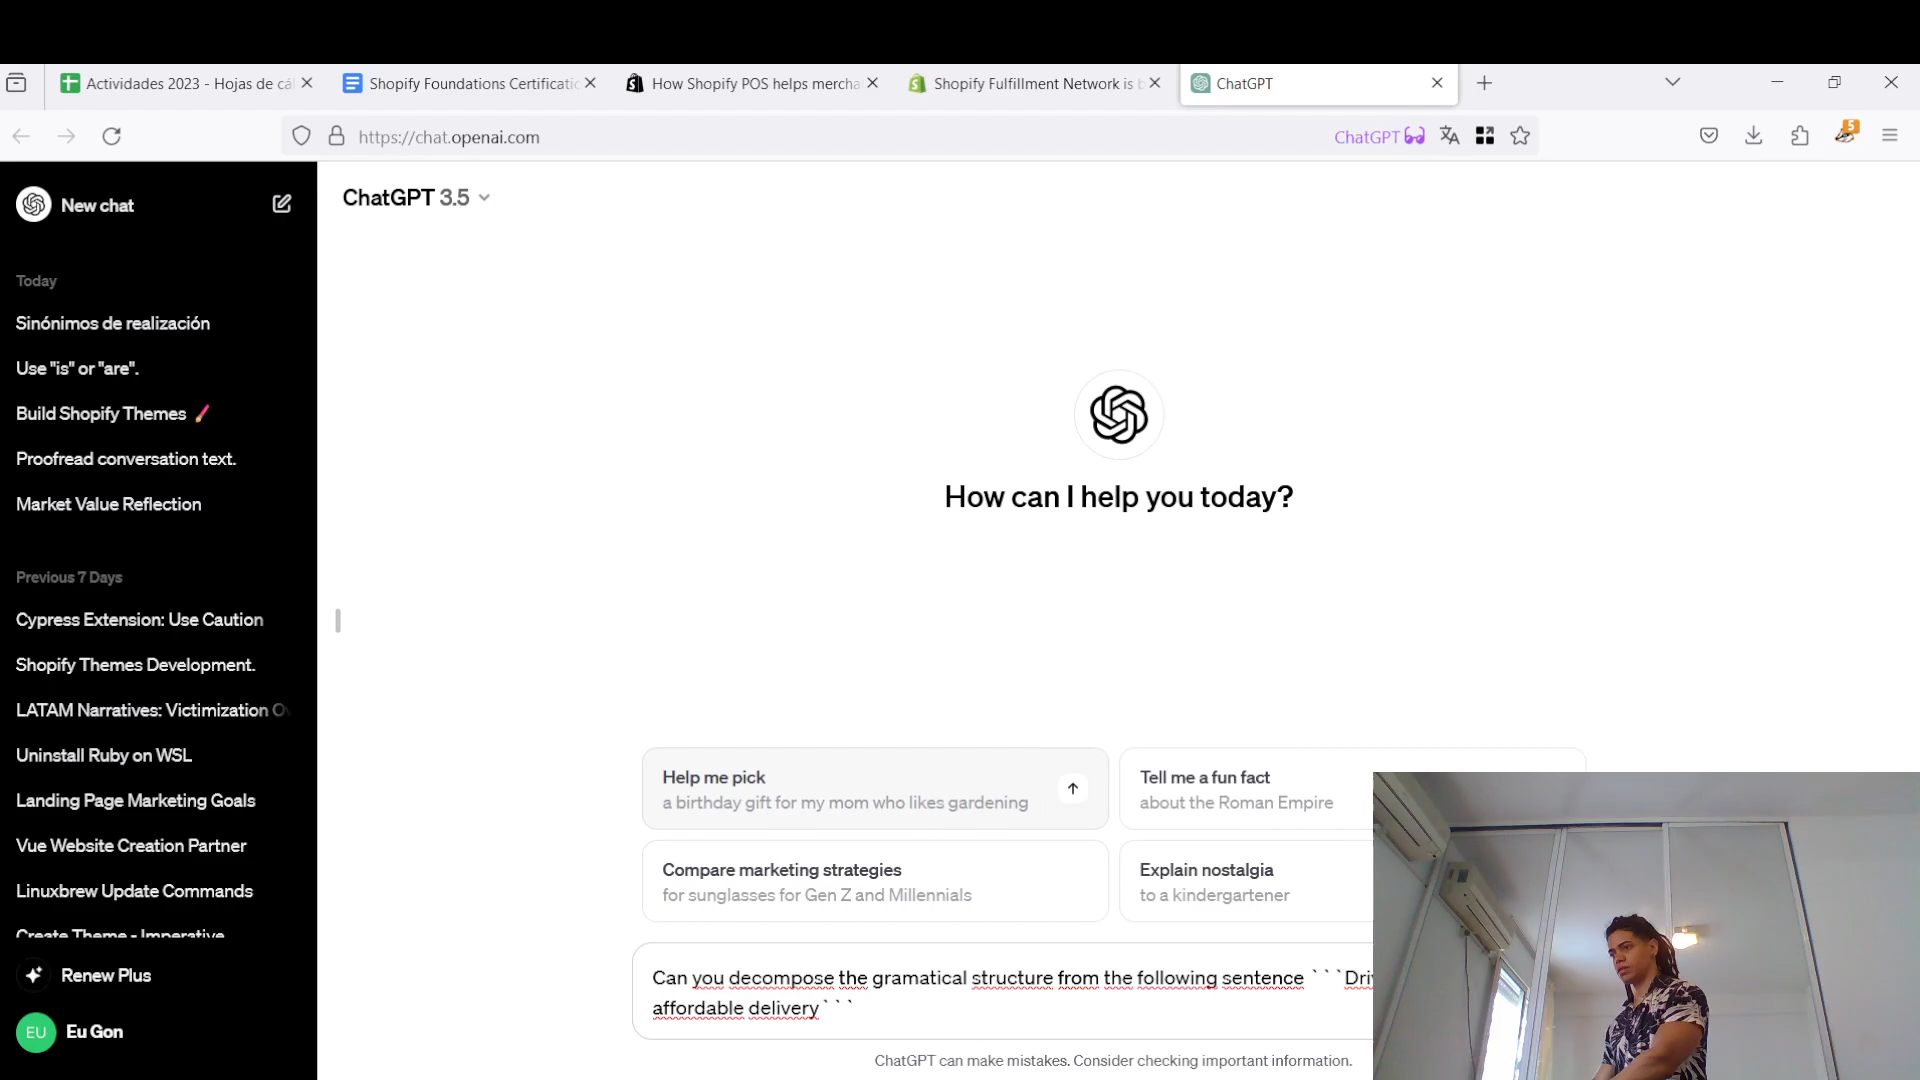 Actividades 2023 - Hojas de cál
Shopify Foundations Certificatio
How Shopify POS helps mercha
Shopify Fulfillment Network is b
ChatGPT
https://chat.openai.com
ChatGPT
5
New chat
ChatGPT 3.5
Today
Sinónimos de realización
Use "is" or "are".
Build Shopify Themes
Proofread conversation text.
Market Value Reflection
Previous 7 Days
Cypress Extension: Use Caution
Shopify Themes Development.
LATAM Narratives: Victimization Ov
Uninstall Ruby on WSL
Landing Page Marketing Goals
Vue Website Creation Partner
Linuxbrew Update Commands
Create Theme - Imperative
Renew Plus
EU Eu Gon
How can I help you today?
Help me pick
a birthday gift for my mom who likes gardening
Tell me a fun fact
about the Roman Empire
Compare marketing strategies
for sunglasses for Gen Z and Millennials
Explain nostalgia
to a kindergartener
Can you decompose the gramatical structure from the following sentence ```Dri
affordable delivery```
ChatGPT can make mistakes. Consider checking important information.